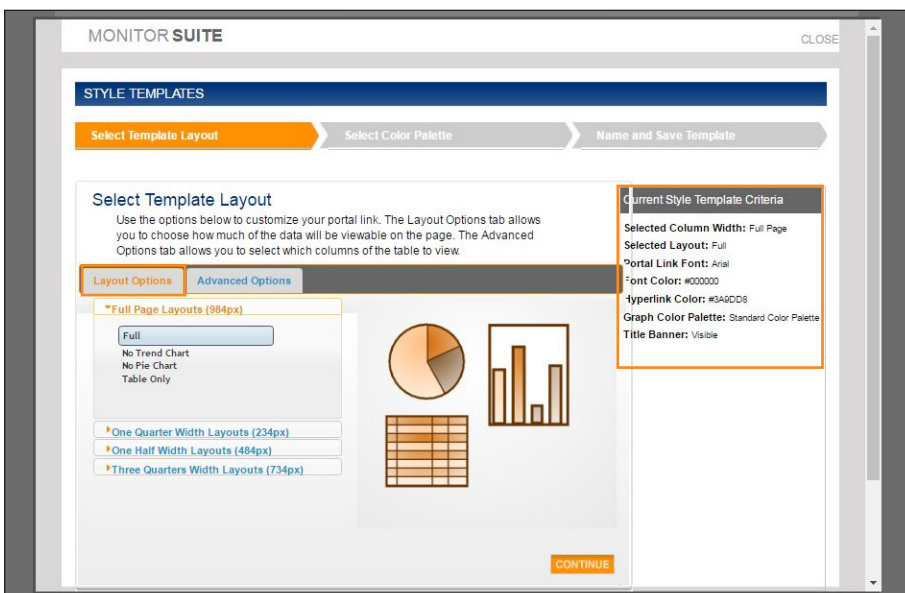 MONITOR SUITE
CLOSE
STYLE TEMPLATES
Select Template Layout
Select Color Palette
Name and Save Template
Select Template Layout
Use the options below to customize your portal link. The Layout Options tab allows
you to choose how much of the data will be viewable on the page. The Advanced
Options tab allows you to select which columns of the table to view.
Layout Options
Advanced Options
Full Page Layouts (984px)
Full
No Trend Chart
No Pie Chart
Table Only
One Quarter Width Layouts (234px)
One Half Width Layouts (484px)
Three Quarters Width Layouts (734px)
CONTINUE
Current Style Template Criteria
Selected Column Width: Full Page
Selected Layout: Full
Portal Link Font: Arial
Font Color: #000000
Hyperlink Color: #3A9DD8
Graph Color Palette: Standard Color Palette
Title Banner: Visible